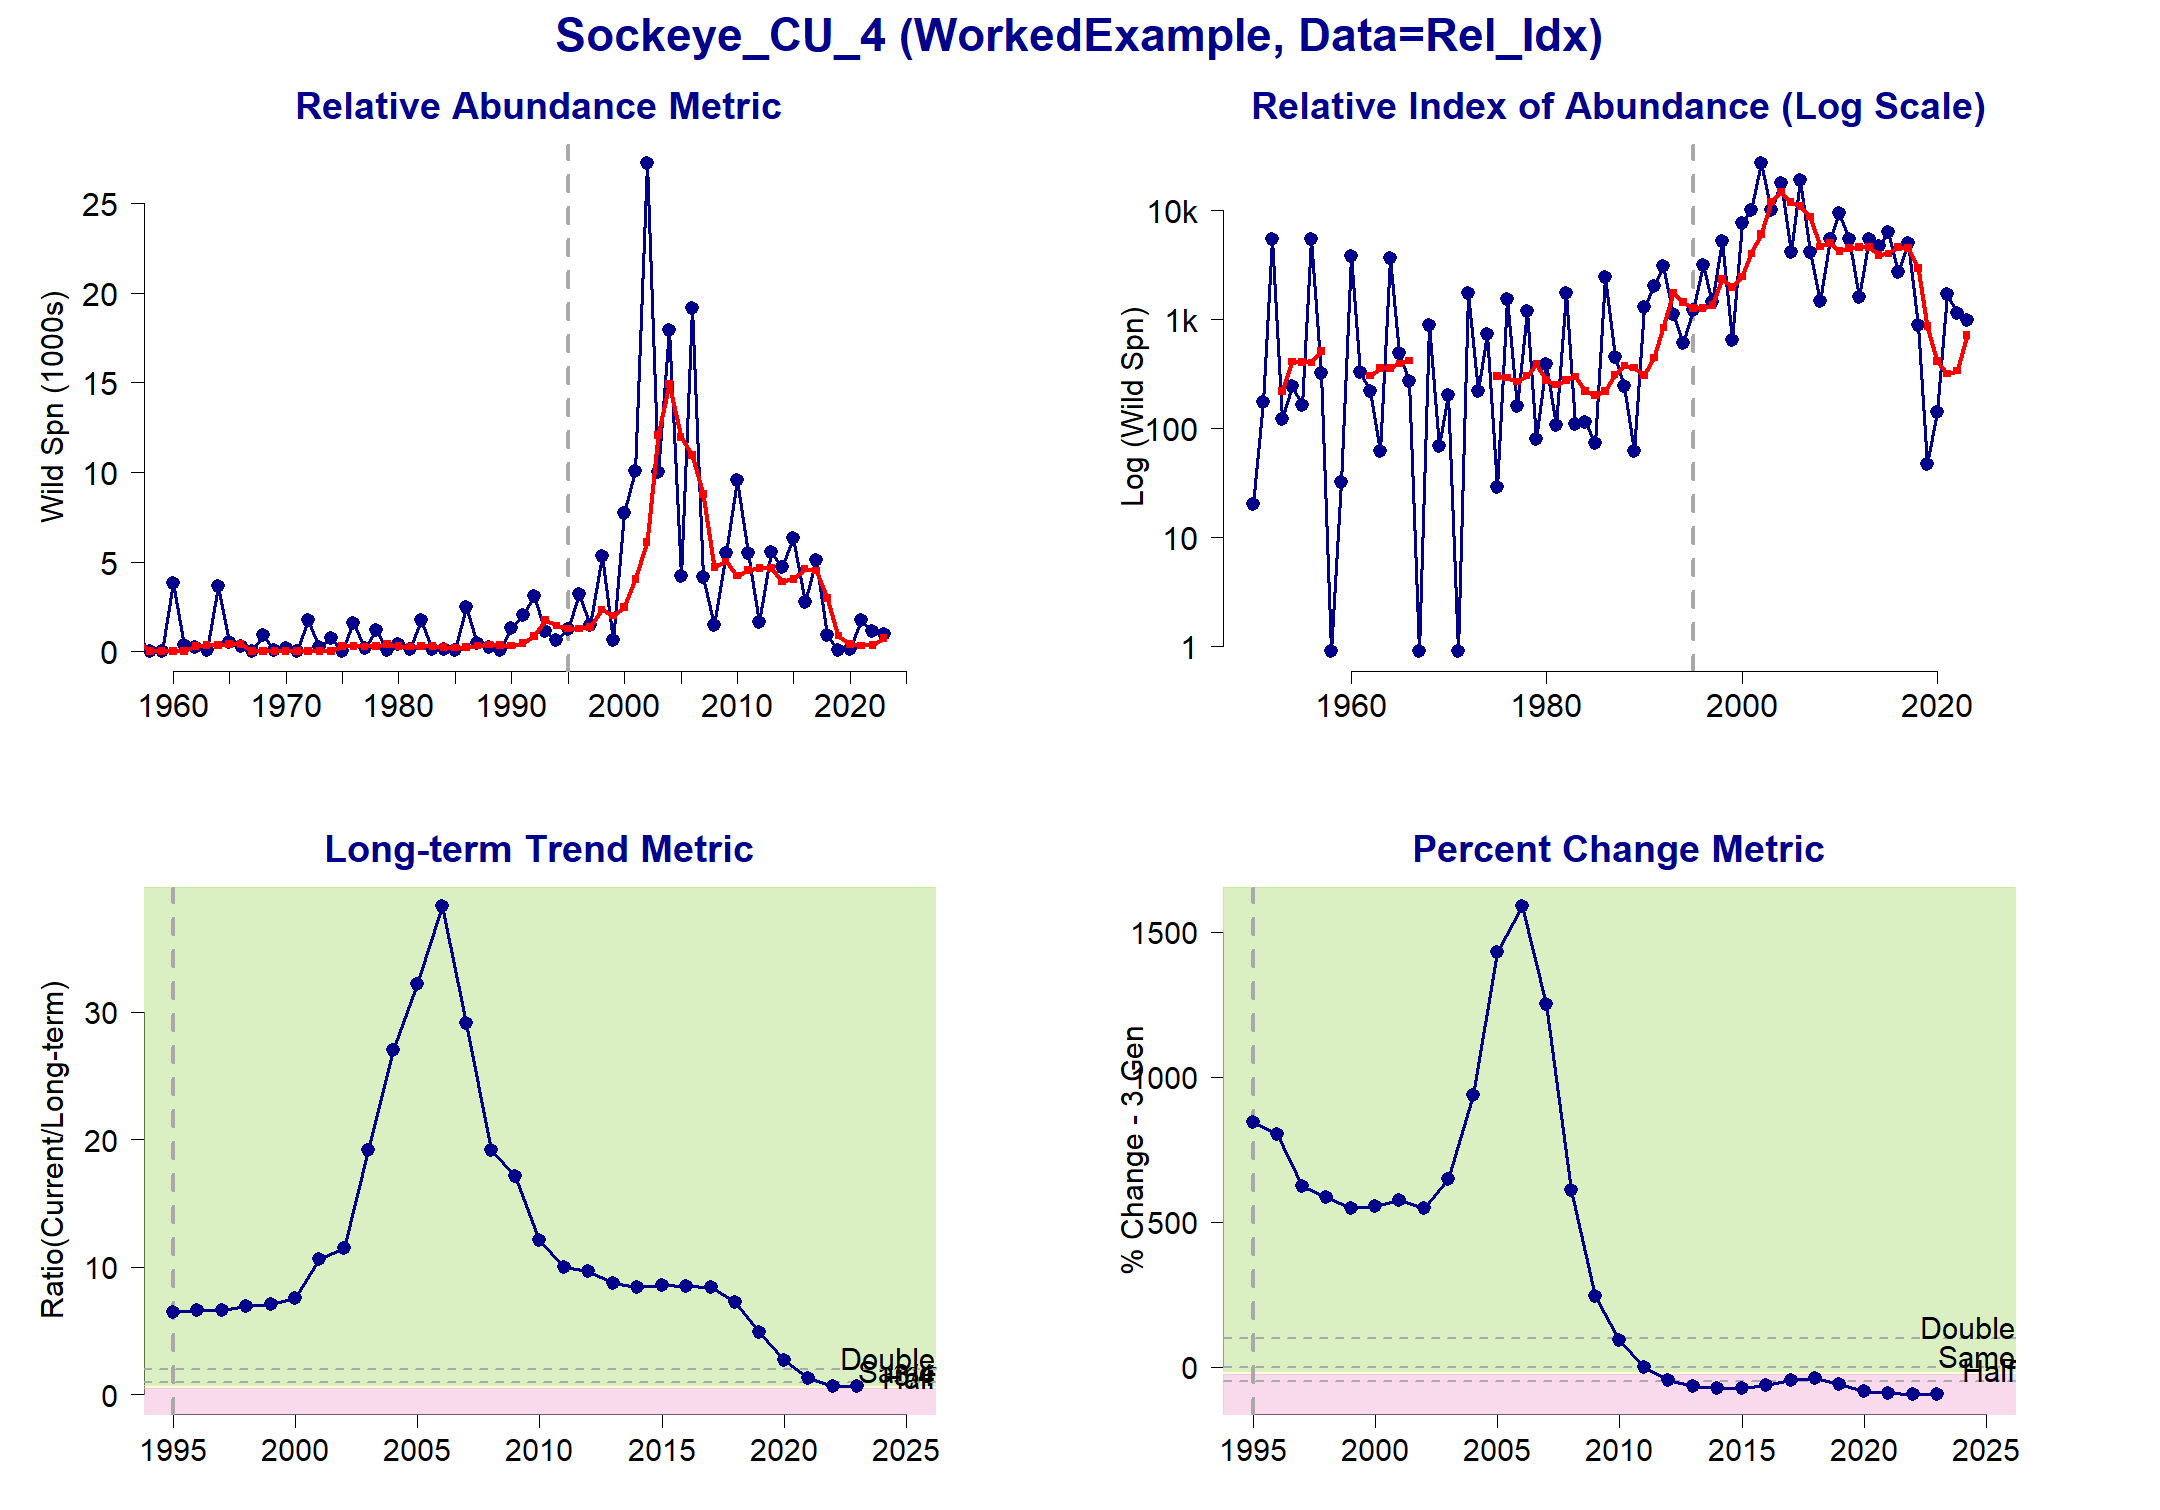 Sockeye_CU_4 (WorkedExample, Data=Rel_Idx)
Relative Abundance Metric
Wild Spn (1000s)
25
20
15
10
5
0
1960 1970 1980 1990 2000 2010 2020
Relative Index of Abundance (Log Scale)
Log (Wild Spn)
10k
1k
100
10
1
1960 1980 2000 2020
Long-term Trend Metric
Ratio(Current/Long-term)
30
20
10
0
Double
Same
Half
1995 2000 2005 2010 2015 2020 2025
Percent Change Metric
% Change - 3 Gen
1500
1000
500
0
Double
Same
Half
1995 2000 2005 2010 2015 2020 2025